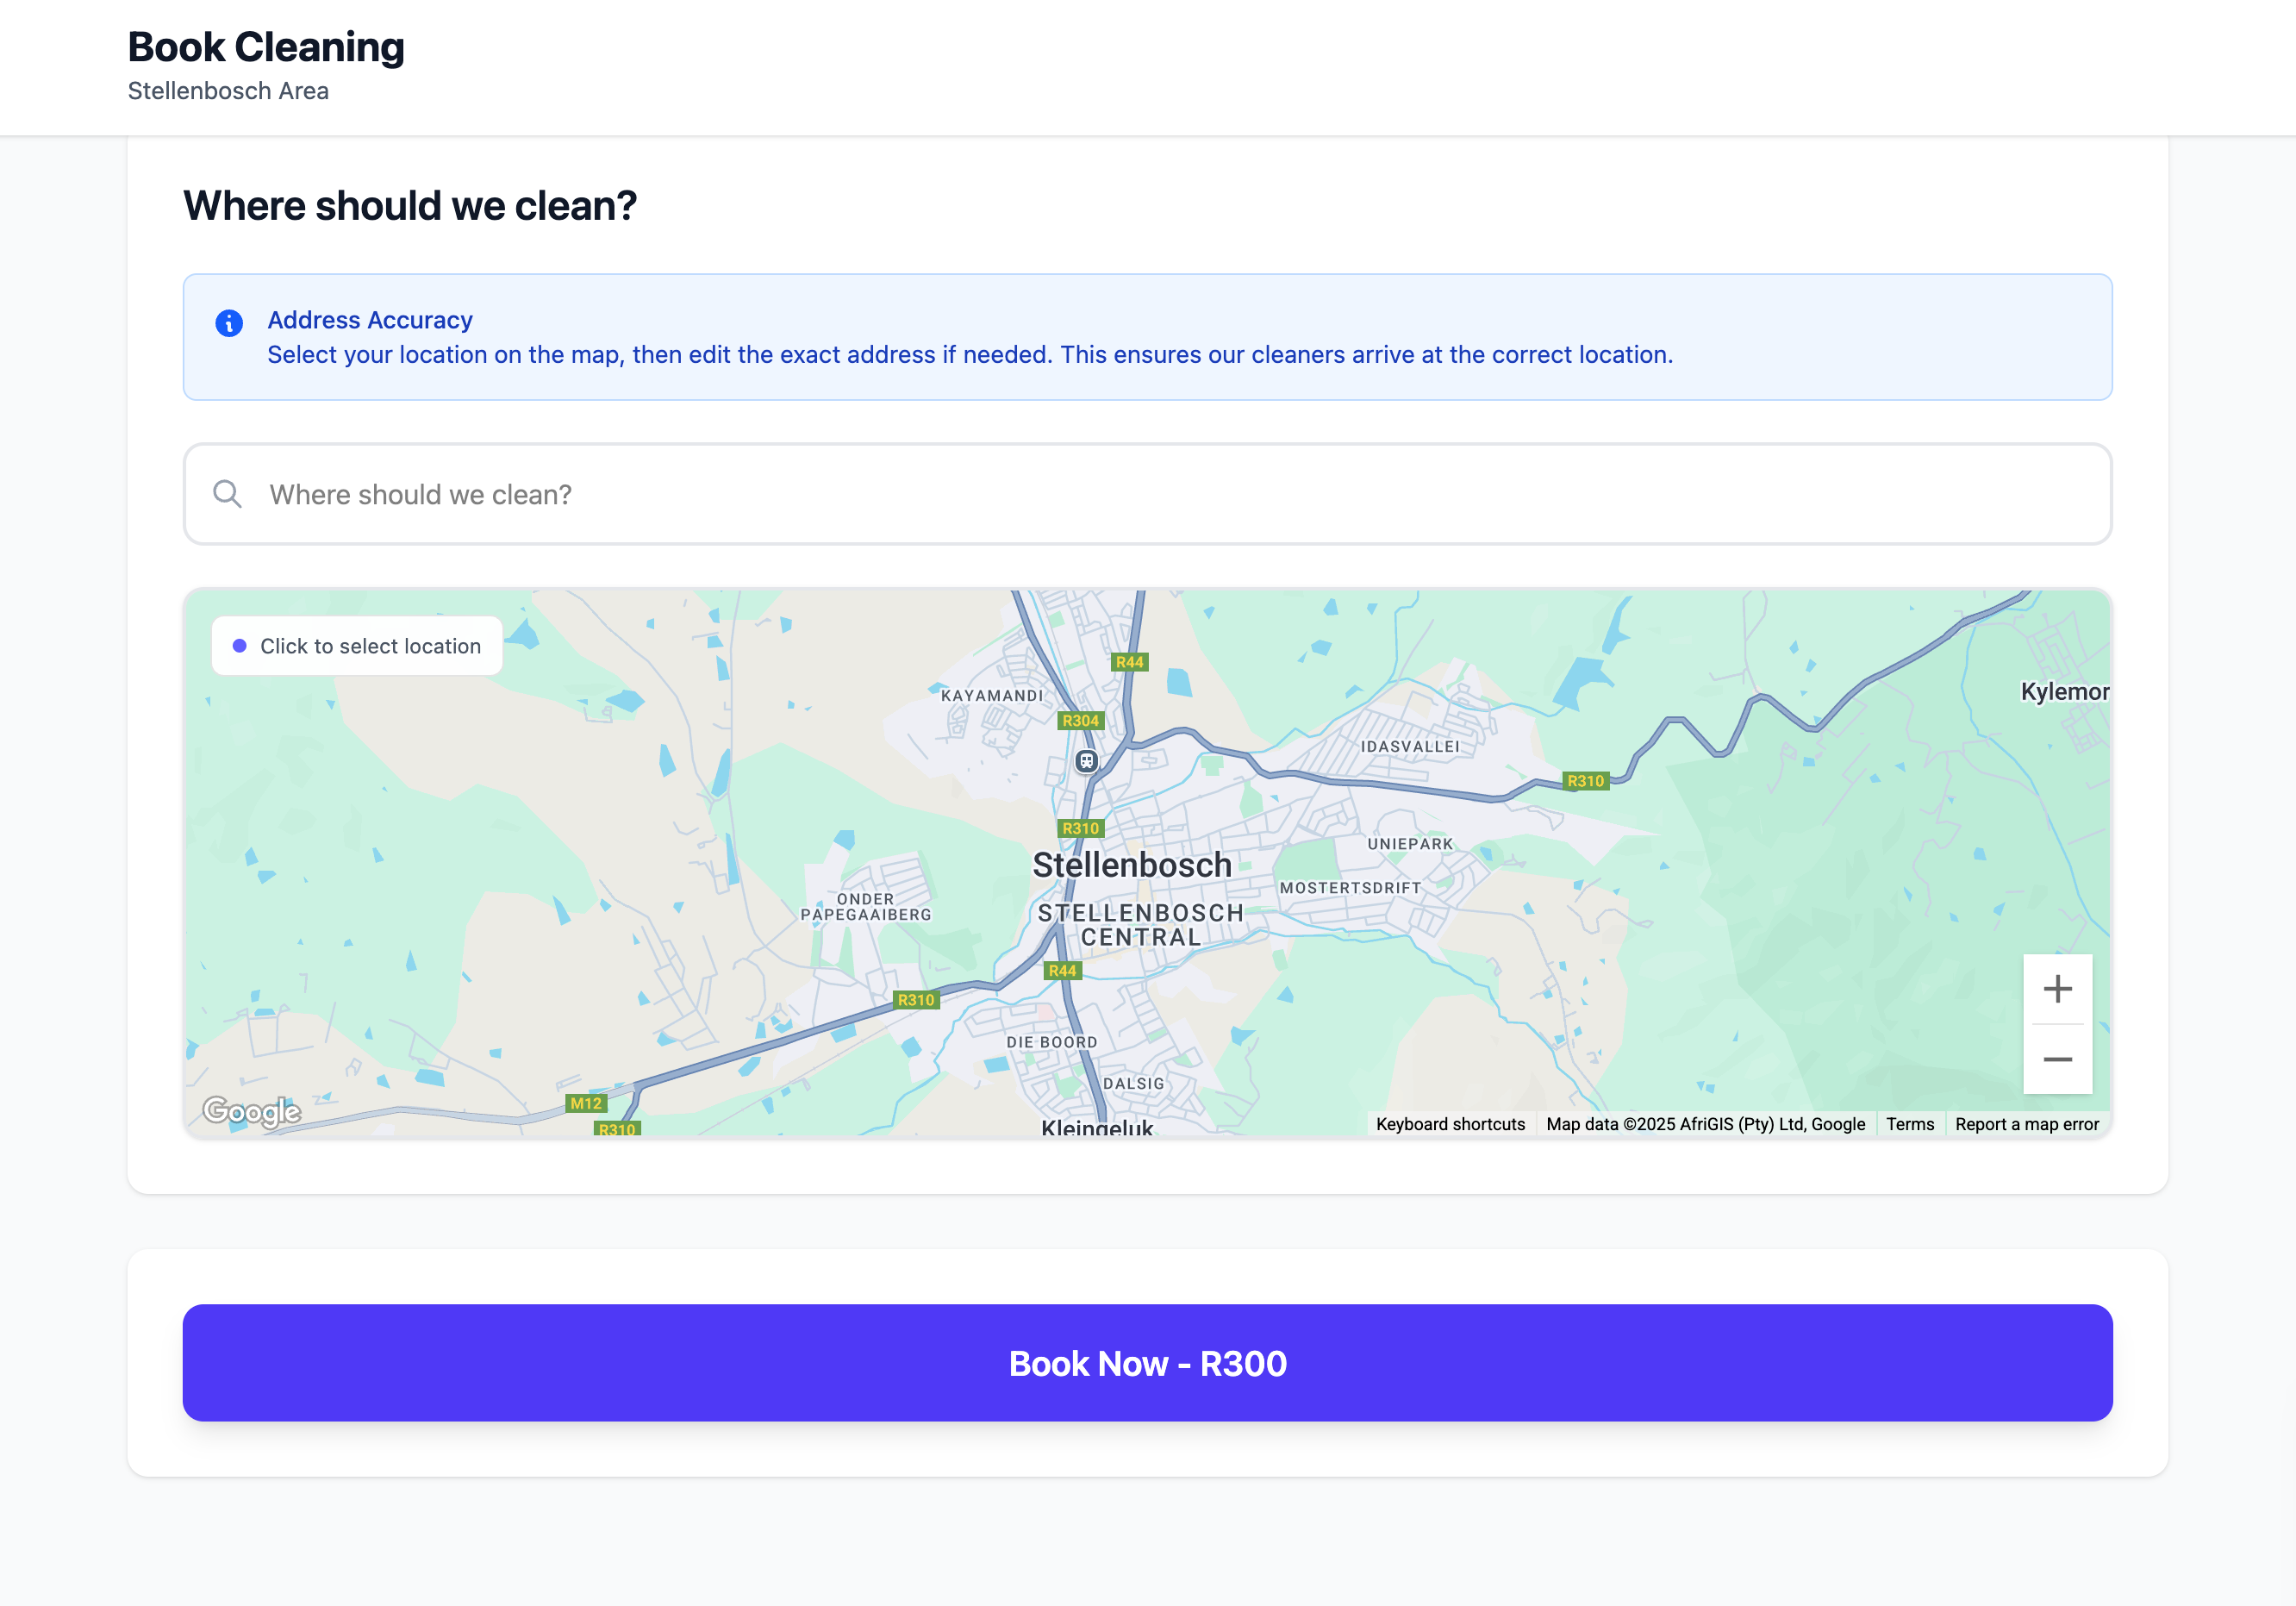 Book Cleaning
Stellenbosch Area
Where should we clean?
Address Accuracy
Select your location on the map, then edit the exact address if needed. This ensures our cleaners arrive at the correct location.
Where should we clean?
Click to select location
R44
Kylemor
KAYAMANDI
R304
IDASVALLEI
R310
R310
UNIEPARK
Stellenbosch
MOSTERTSDRIFT
ONDER
PAPEGAAIBERG
STELLENBOSCH
CENTRAL
R44
R310
DIE BOORD
DALSIG
M12
Google
R310
Kleingeluk
Keyboard shortcuts
Map data ©2025 AfriGIS (Pty) Ltd, Google
Terms
Report a map error
Book Now - R300